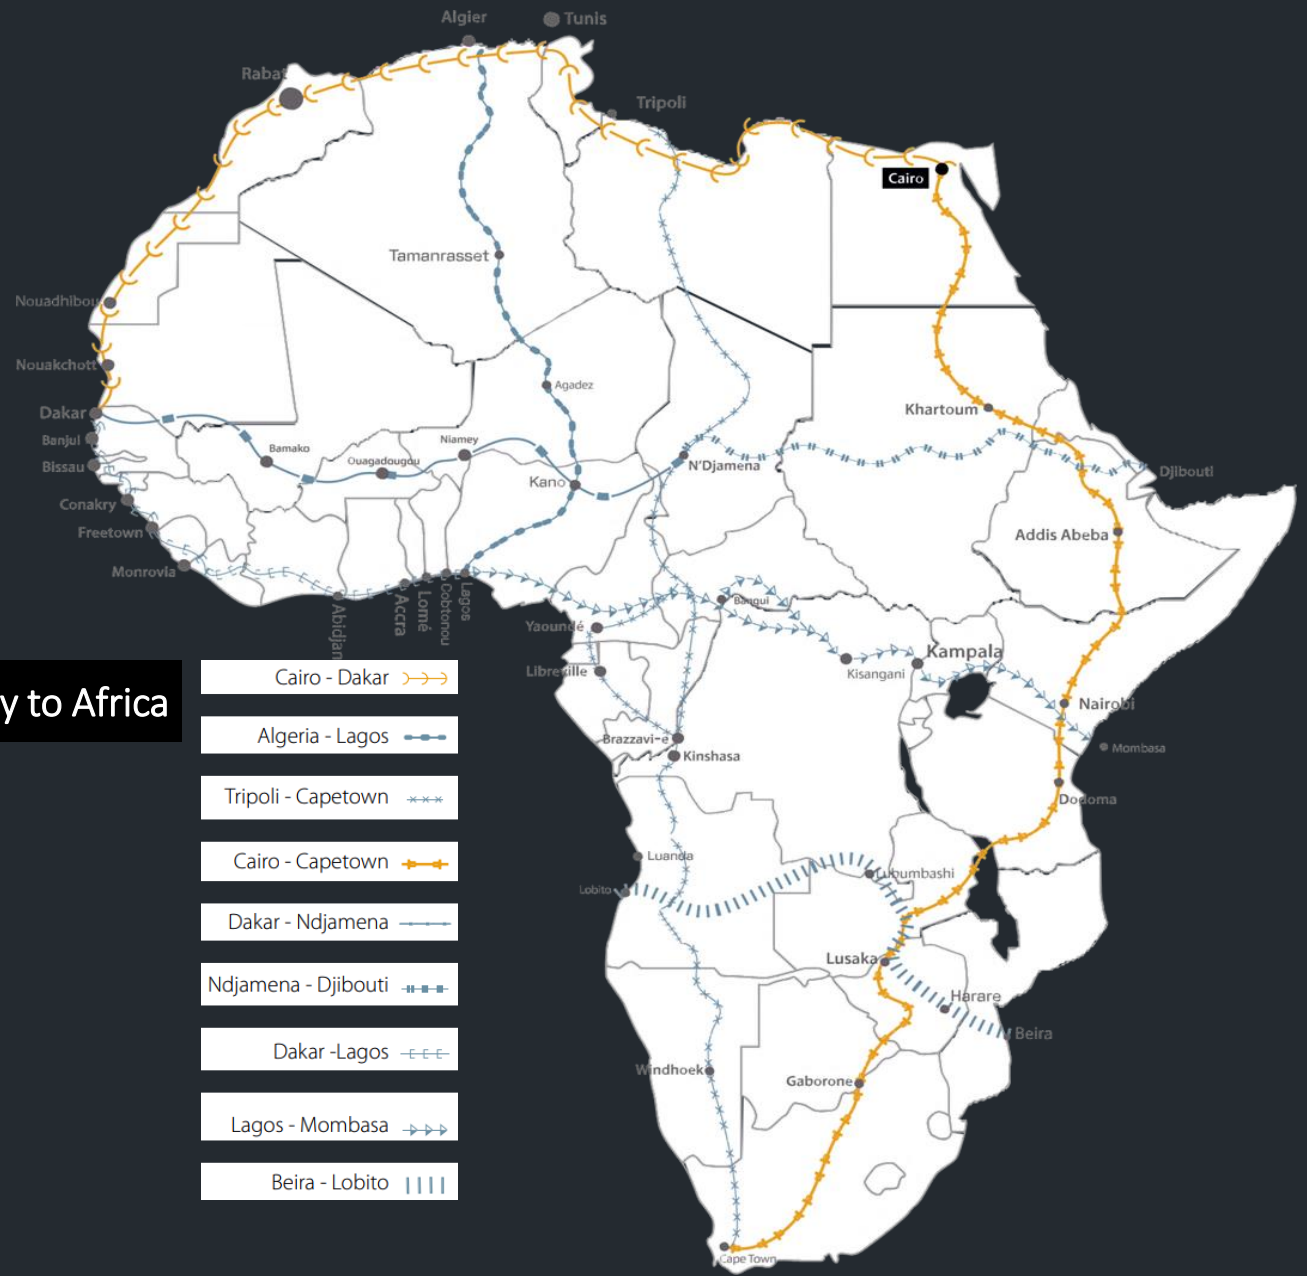 Algier
Tunis
Rabat
Tripoli
Cairo
Tamanrasset
Nouadhibou
Nouakchott
Agadez
Dakar
Khartoum
Banjul
Bamako
Niamey
Ouagadougou
N'Djamena
Djibouti
Bissau
Kano
Conakry
Freetown
Addis Abeba
Monrovia
Abidjan
Accra
Lomé
Cobtonou
Lagos
Bangui
Yaoundé
Kampala
Libreville
Kisangani
Nairobi
Brazzavi-e
Kinshasa
Mombasa
Dodoma
y to Africa
Cairo - Dakar
Algeria - Lagos
Tripoli - Capetown
Cairo - Capetown
Dakar - Ndjamena
Ndjamena - Djibouti
Dakar -Lagos
Lagos - Mombasa
Beira - Lobito
Luanda
Lubumbashi
Lobito
Lusaka
Harare
Beira
Windhoek
Gaborone
Cape Town